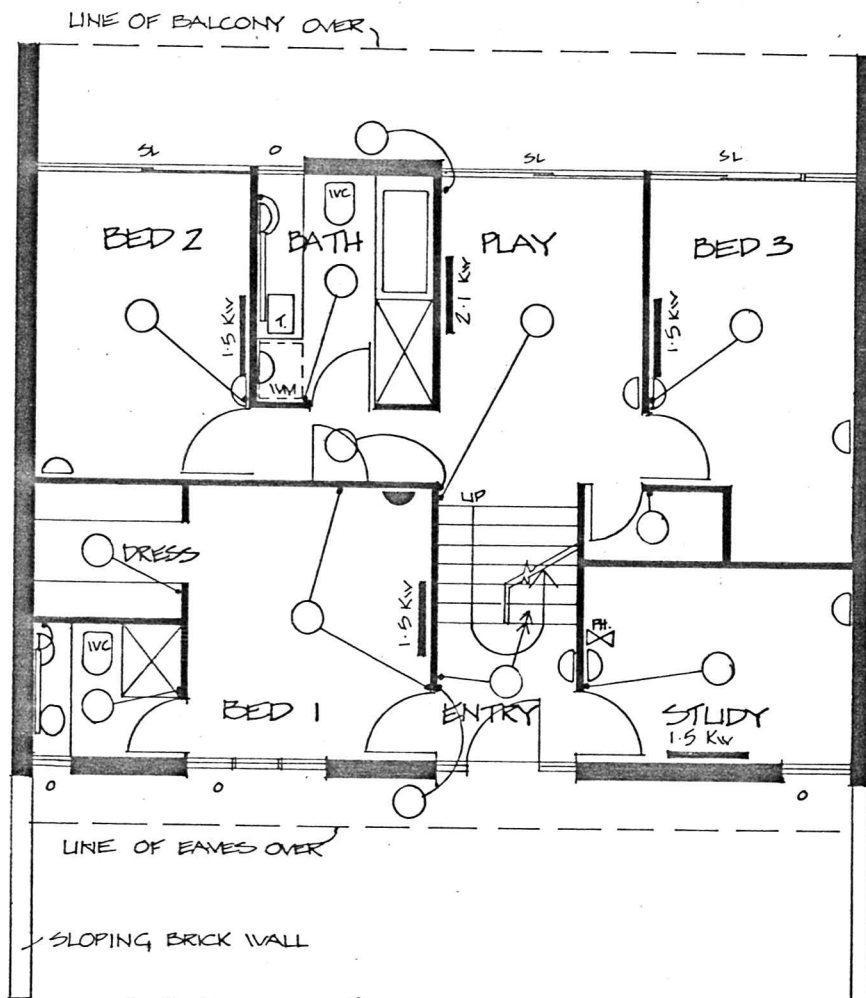 LINE OF BALCONY OVER
SL
O
SL
SL
WC
BED 2
BATH
PLAY
BED 3
1.5 KW
2.1 KW
1.5 KW
T.
WM
UP
DRESS
1.5 KW
PH.
WC
BED 1
ENTRY
STUDY
1.5 KW
O
O
O
LINE OF EAVES OVER
SLOPING BRICK WALL